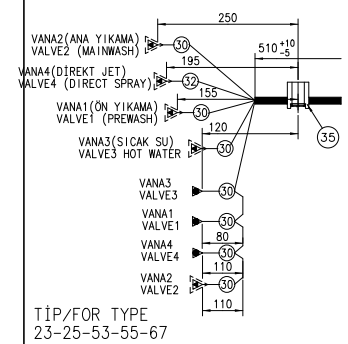 250
VANA2(ANA YIKAMA)
VALVE2 (MAINWASH)
30
510 +10 -5
195
VANA4(DİREKT JET)
VALVE4 (DIRECT SPRAY)
32
155
VANA1(ÖN YIKAMA)
VALVE1 (PREWASH)
30
120
35
VANA3(SICAK SU)
VALVE3 HOT WATER
30
VANA3
VALVE3
30
VANA1
VALVE1
30
80
VANA4
VALVE4
30
110
VANA2
VALVE2
30
110
TİP/FOR TYPE
23-25-53-55-67